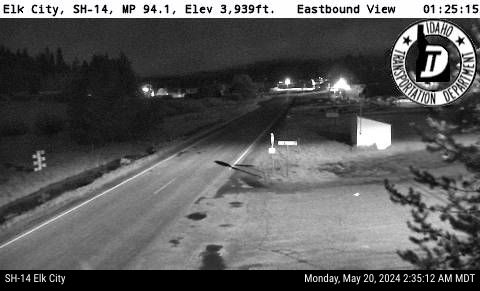 Elk City, SH-14, MP 94.1, Elev 3,939ft. Eastbound View 01:25:15
IDAHO
TRANSPORTATION DEPARTMENT
SH-14 Elk City Monday, May 20, 2024 2:35:12 AM MDT